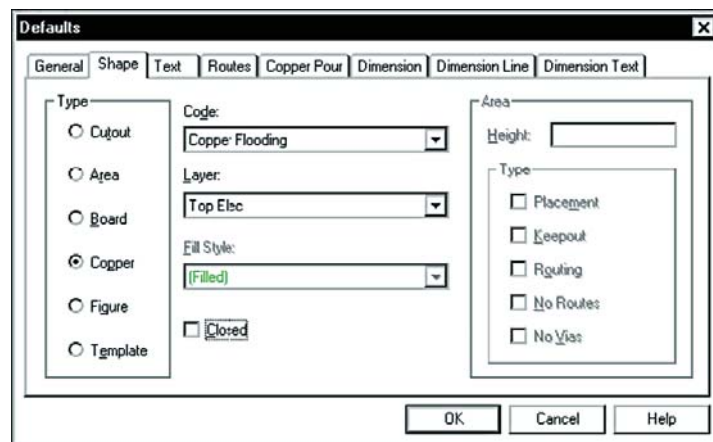 Defaults
General Shape Text Routes Copper Pour Dimension Dimension Line Dimension Text
Type
Cutout
Area
Board
Copper
Figure
Template
Code:
Copper Flooding
Layer:
Top Elec
Fill Style:
(Filled)
Closed
Area
Height:
Type
Placement
Keepout
Routing
No Routes
No Vias
OK Cancel Help